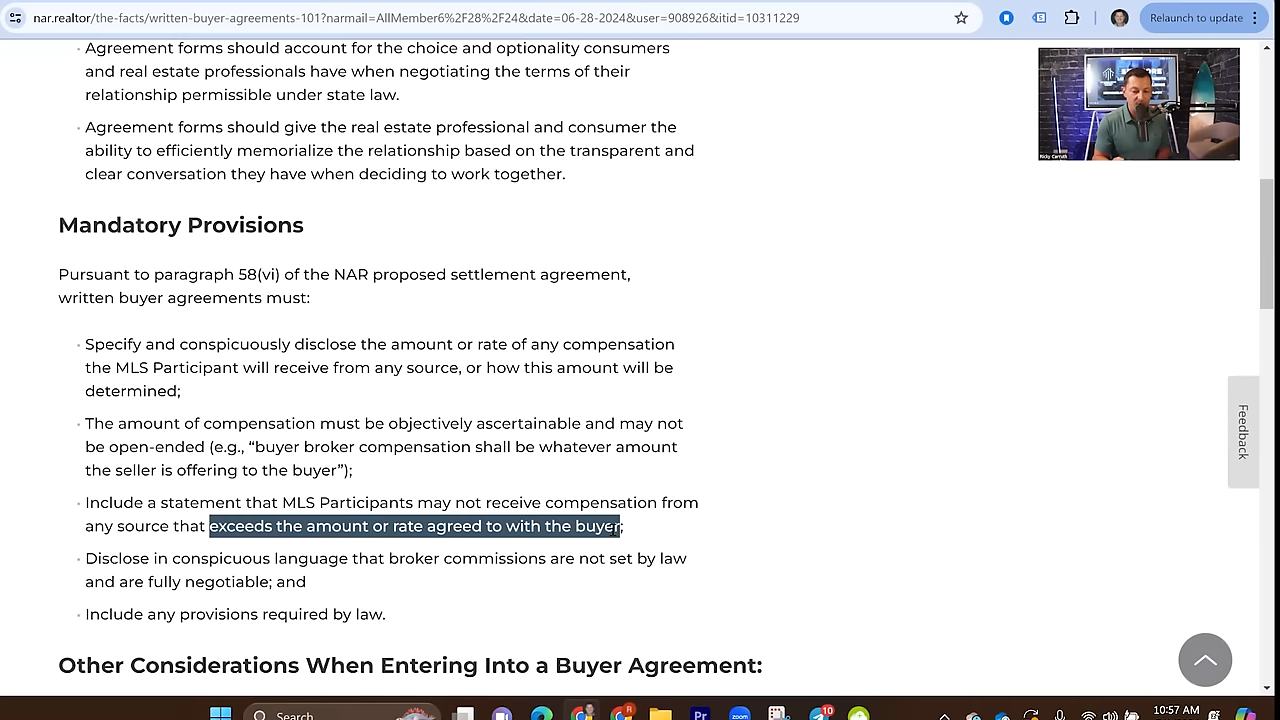 nar.realtor/the-facts/written-buyer-agreements-101?narmail=AllMember6%2F28%2F24&date=06-28-2024&user=908926&itid=10311229
Relaunch to update
Agreement forms should account for the choice and optionality consumers
and real estate professionals have when negotiating the terms of their
relationship permissible under state law.
Agreement forms should give the real estate professional and consumer the
ability to efficiently memorialize the relationship based on the transparent and
clear conversation they have when deciding to work together.
Ricky Carruth
Mandatory Provisions
Pursuant to paragraph 58(vi) of the NAR proposed settlement agreement,
written buyer agreements must:
Specify and conspicuously disclose the amount or rate of any compensation
the MLS Participant will receive from any source, or how this amount will be
determined;
The amount of compensation must be objectively ascertainable and may not
be open-ended (e.g., “buyer broker compensation shall be whatever amount
the seller is offering to the buyer”);
Include a statement that MLS Participants may not receive compensation from
any source that exceeds the amount or rate agreed to with the buyer;
Disclose in conspicuous language that broker commissions are not set by law
and are fully negotiable; and
Include any provisions required by law.
Feedback
Other Considerations When Entering Into a Buyer Agreement:
Search
Pr
zoom
10
10:57 AM